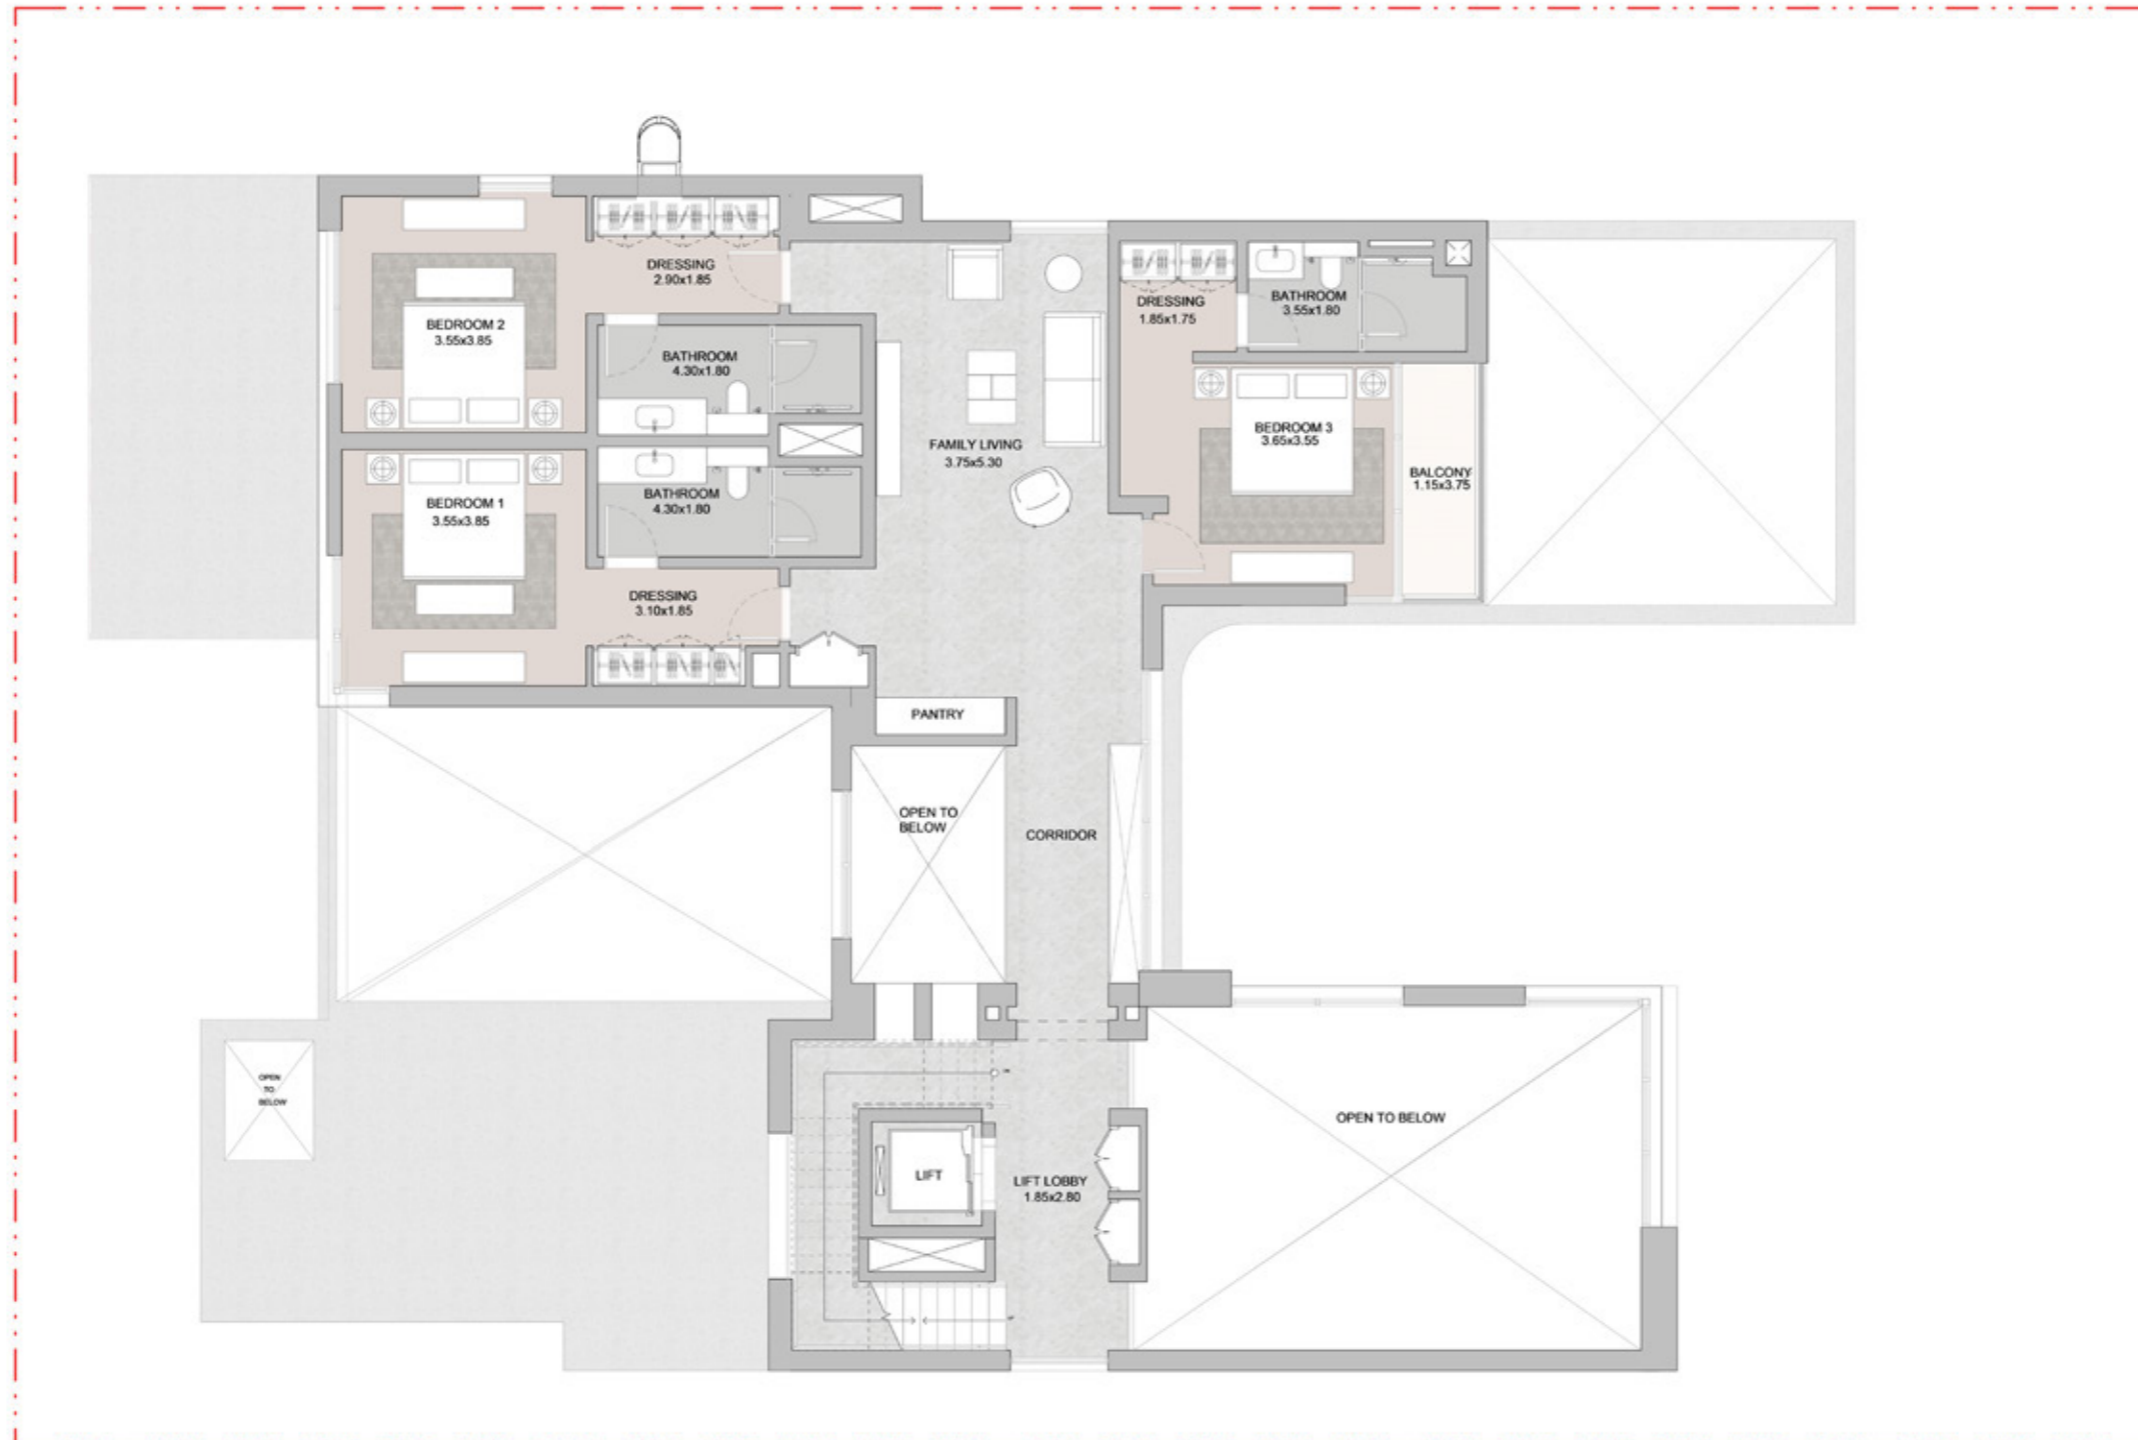 DRESSING
2.90x1.85
BEDROOM 2
3.55x3.85
BATHROOM
4.30x1.80
DRESSING
1.85x1.75
BATHROOM
3.55x1.80
BEDROOM 3
3.65x3.55
BALCONY
1.15x3.75
FAMILY LIVING
3.75x5.30
BEDROOM 1
3.55x3.85
BATHROOM
4.30x1.80
DRESSING
3.10x1.85
PANTRY
OPEN TO
BELOW
CORRIDOR
OPEN
TO
BELOW
LIFT
LIFT LOBBY
1.85x2.80
OPEN TO BELOW